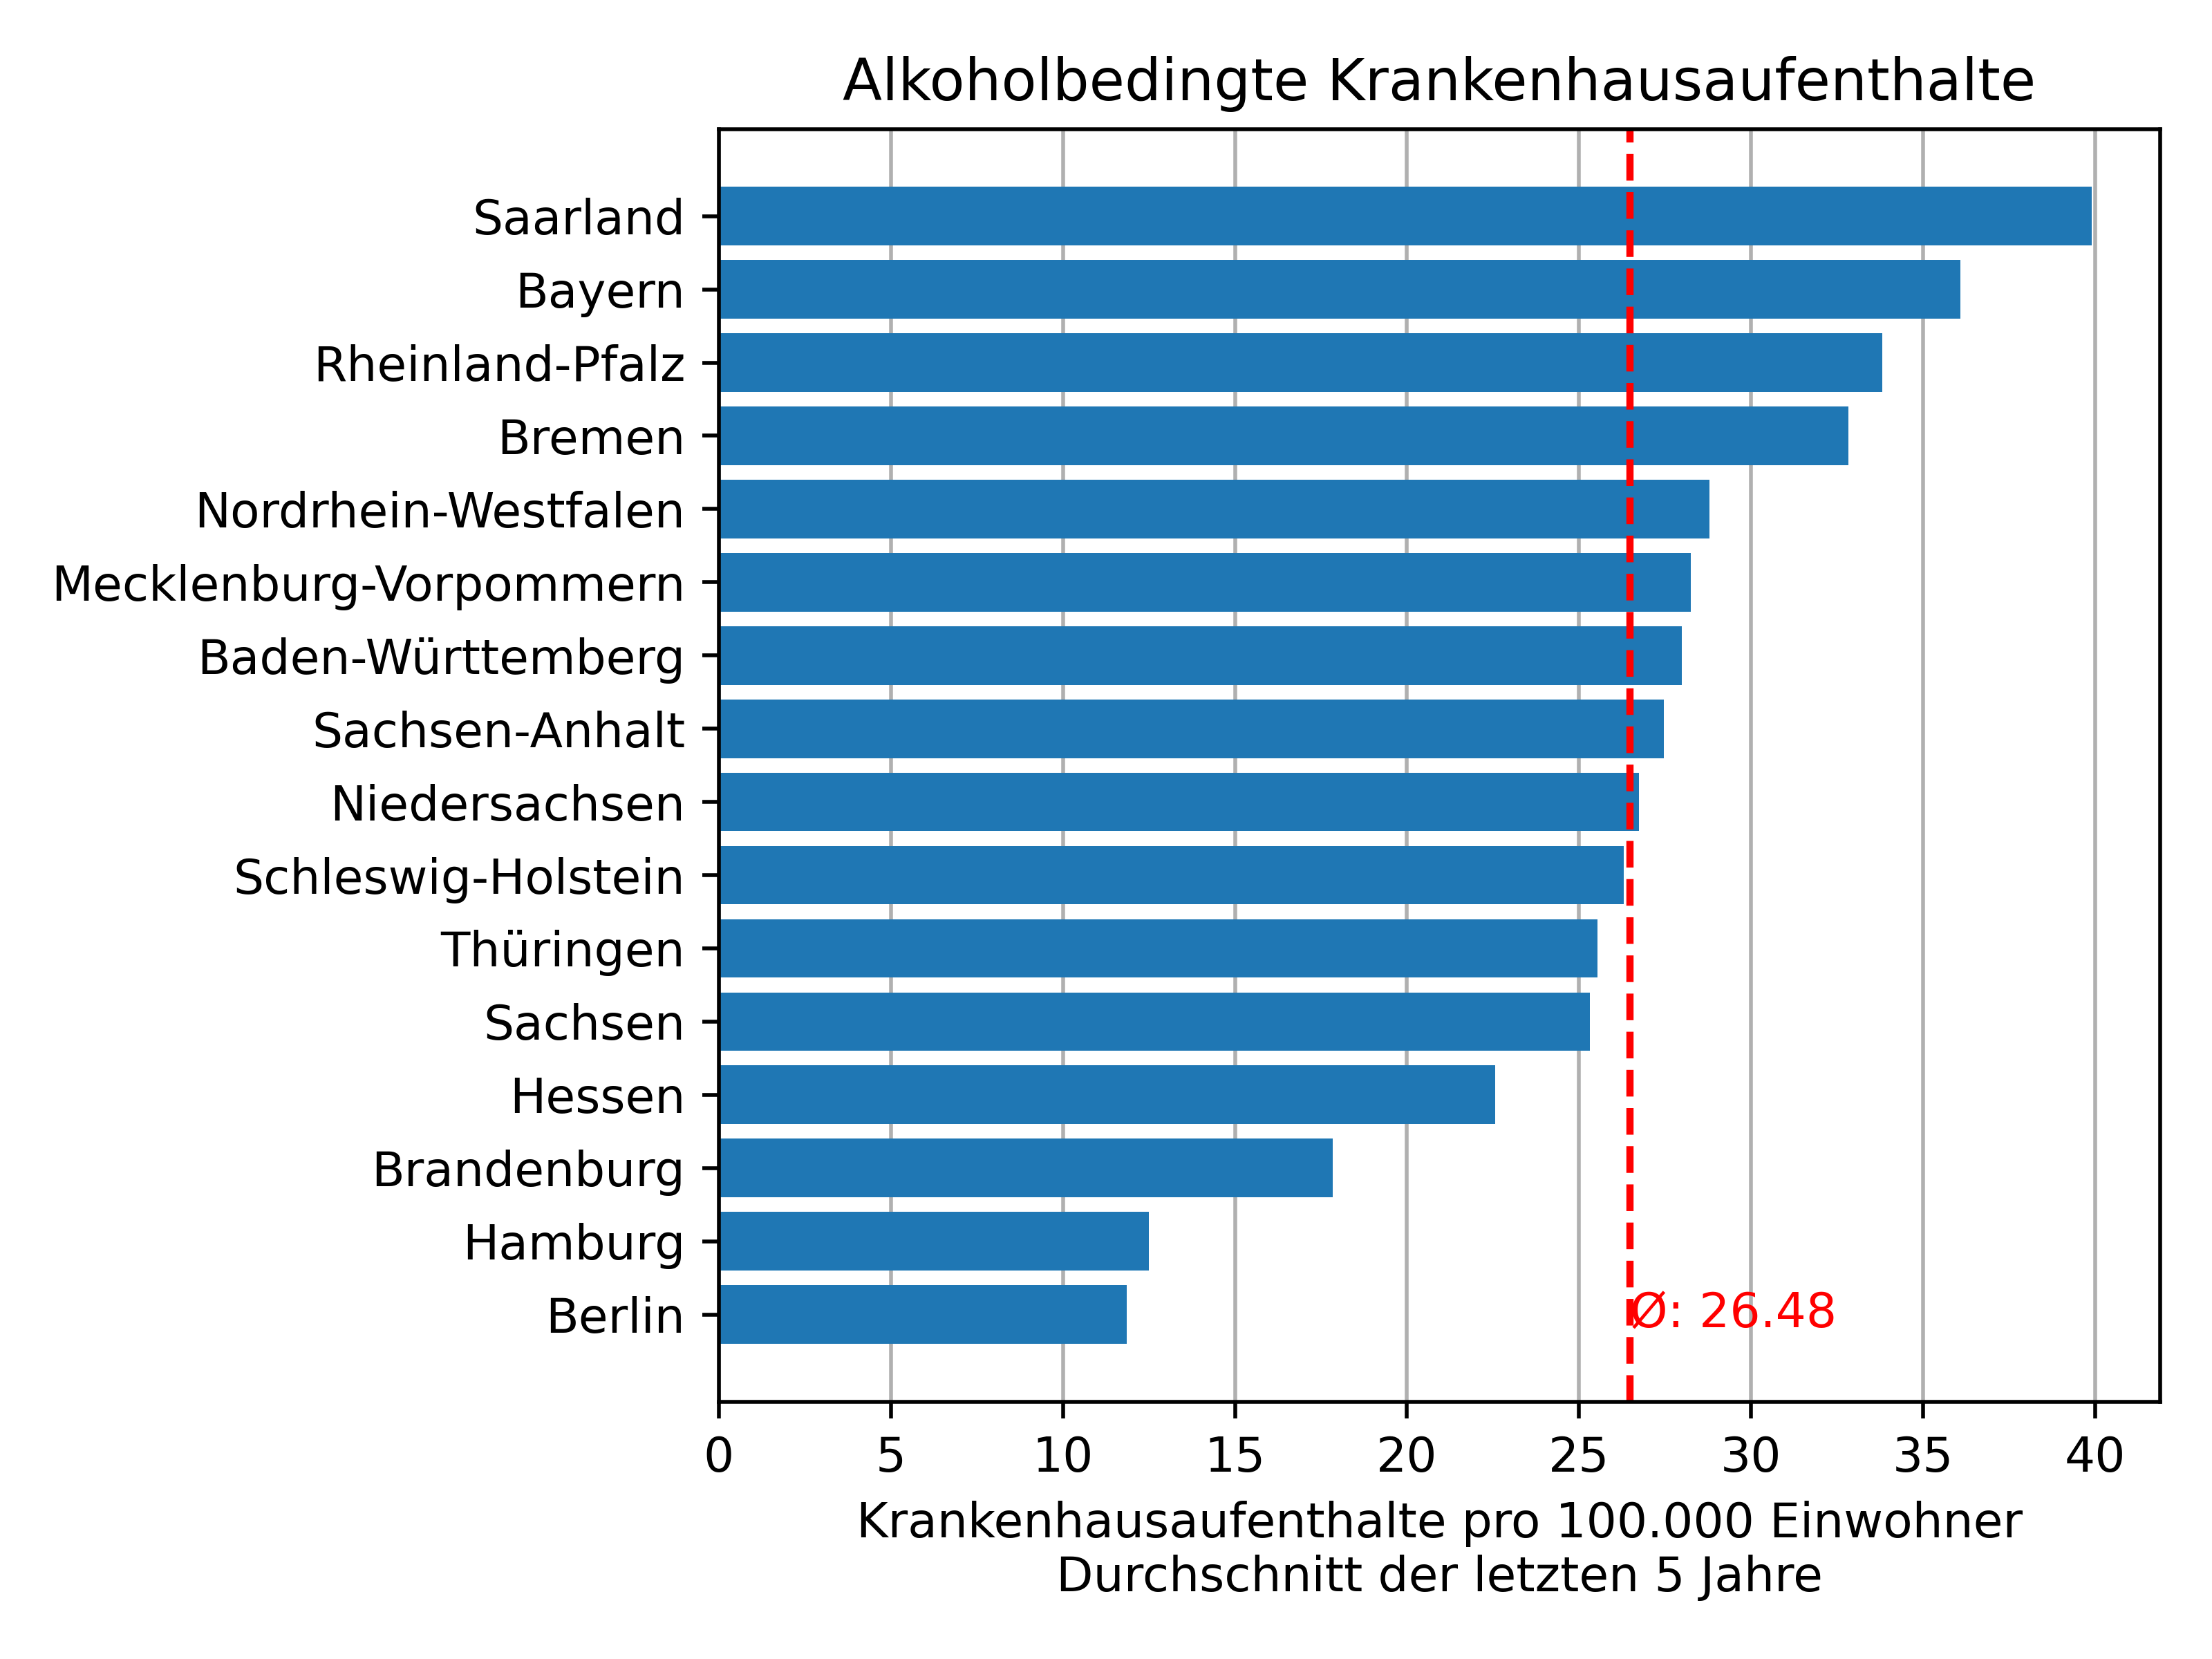 Alkoholbedingte Krankenhausaufenthalte
Saarland
Bayern
Rheinland-Pfalz
Bremen
Nordrhein-Westfalen
Mecklenburg-Vorpommern
Baden-Württemberg
Sachsen-Anhalt
Niedersachsen
Schleswig-Holstein
Thüringen
Sachsen
Hessen
Brandenburg
Hamburg
Berlin
Ø: 26.48
0 5 10 15 20 25 30 35 40
Krankenhausaufenthalte pro 100.000 Einwohner
Durchschnitt der letzten 5 Jahre